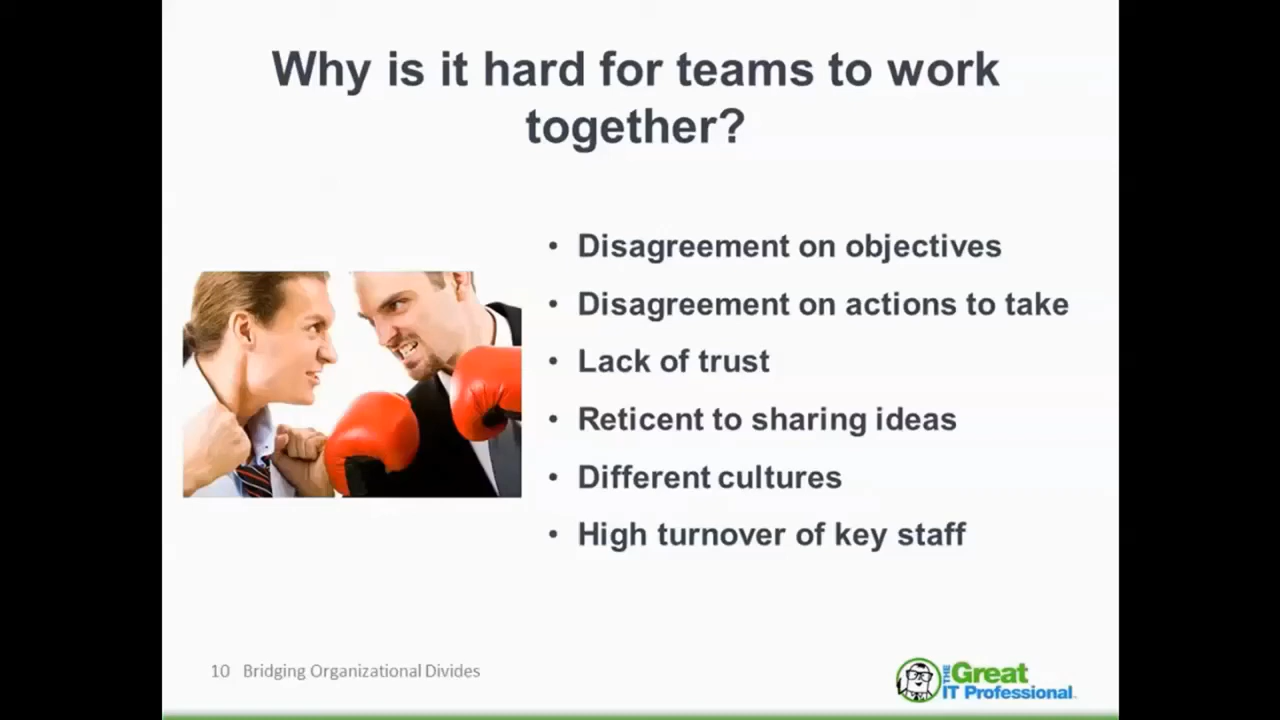 Why is it hard for teams to work
together?
• Disagreement on objectives
• Disagreement on actions to take
• Lack of trust
• Reticent to sharing ideas
• Different cultures
• High turnover of key staff
10 Bridging Organizational Divides
THE Great
IT Professional